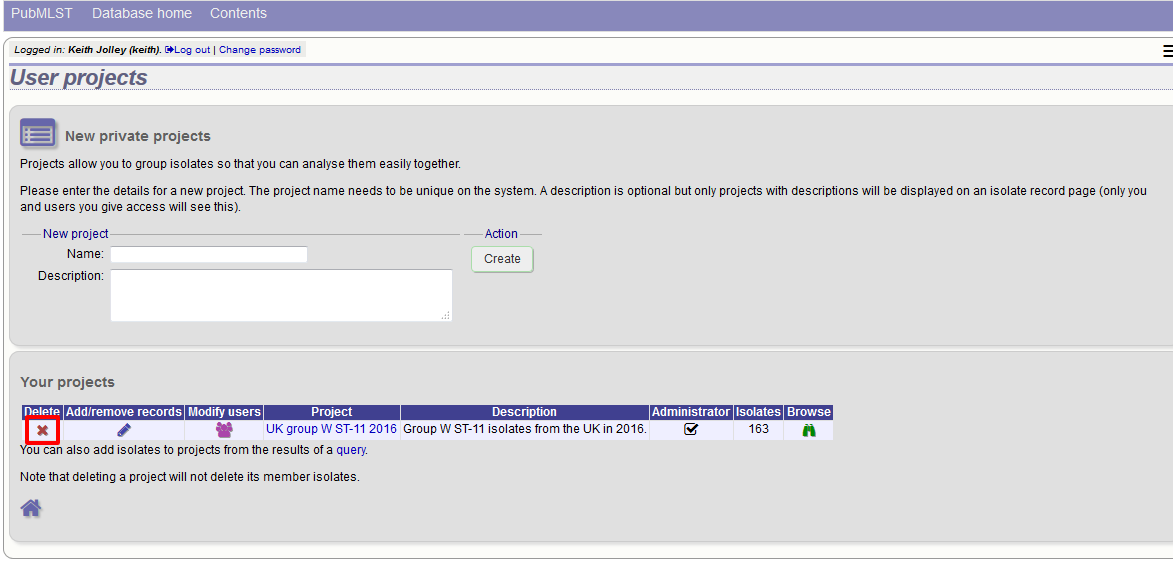 PubMLST Database home Contents
Logged in: Keith Jolley (keith). Log out | Change password
User projects
New private projects
Projects allow you to group isolates so that you can analyse them easily together.
Please enter the details for a new project. The project name needs to be unique on the system. A description is optional but only projects with descriptions will be displayed on an isolate record page (only you
and users you give access will see this).
New project Action
Name: Create
Description:
Your projects
Delete Add/remove records Modify users Project Description Administrator Isolates Browse
UK group W ST-11 2016 Group W ST-11 isolates from the UK in 2016. 163
You can also add isolates to projects from the results of a query.
Note that deleting a project will not delete its member isolates.